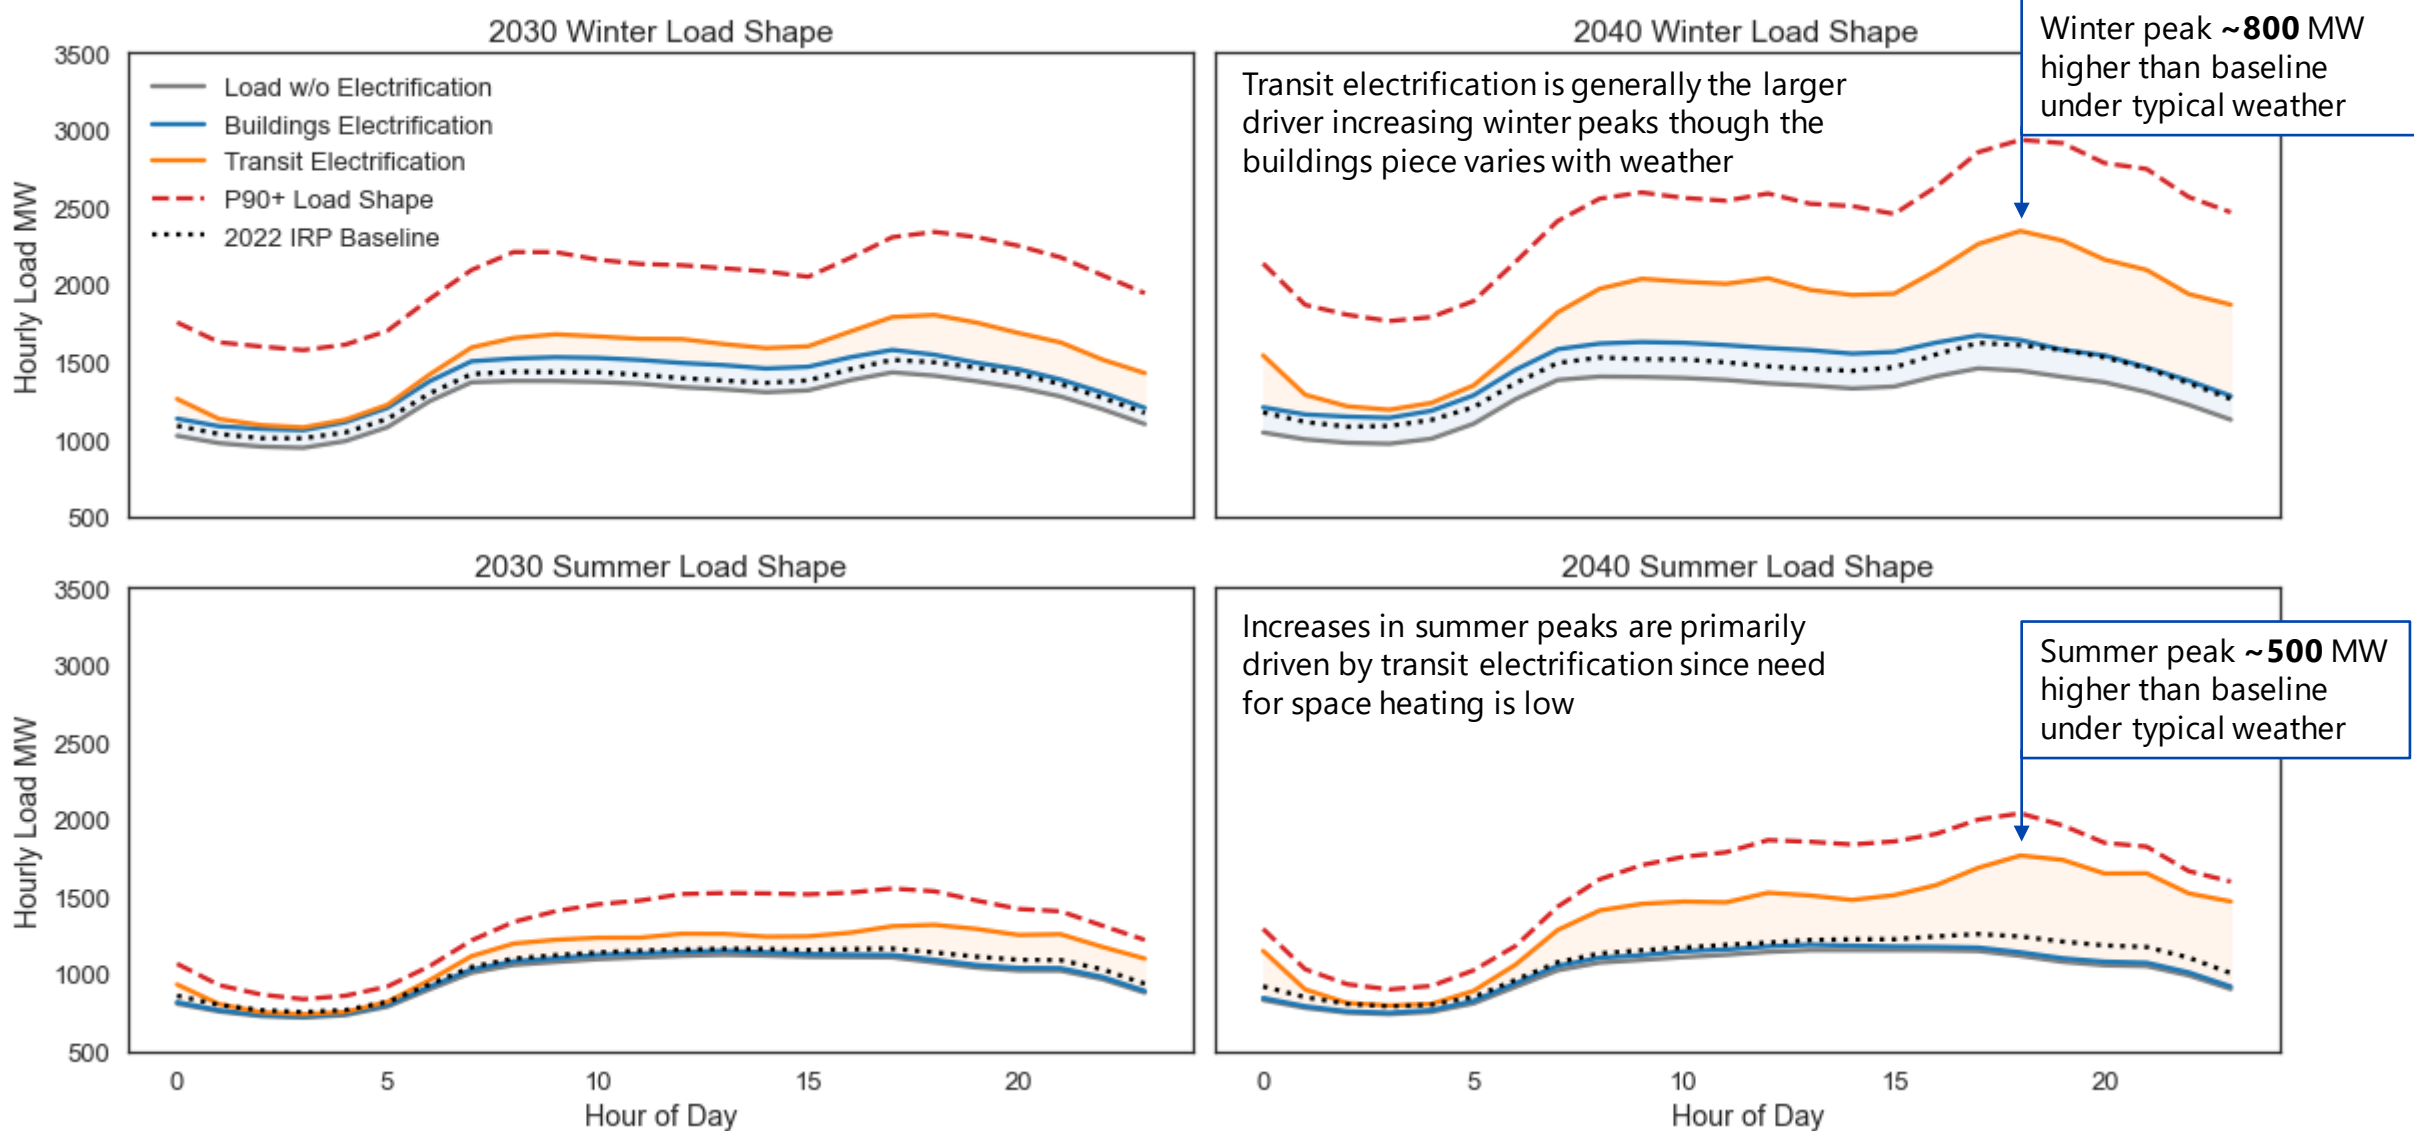 2030 Winter Load Shape
3500
3000
2500
2000
1500
1000
500
Hourly Load MW
Load w/o Electrification
Buildings Electrification
Transit Electrification
P90+ Load Shape
2022 IRP Baseline
2040 Winter Load Shape
Transit electrification is generally the larger
driver increasing winter peaks though the
buildings piece varies with weather
Winter peak ~800 MW
higher than baseline
under typical weather
2030 Summer Load Shape
3500
3000
2500
2000
1500
1000
500
Hourly Load MW
0 5 10 15 20
Hour of Day
2040 Summer Load Shape
Increases in summer peaks are primarily
driven by transit electrification since need
for space heating is low
Summer peak ~500 MW
higher than baseline
under typical weather
0 5 10 15 20
Hour of Day